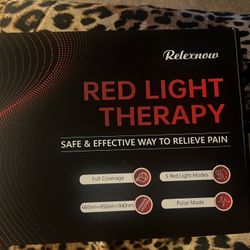 Relexnow
RED LIGHT
THERAPY
SAFE & EFFECTIVE WAY TO RELIEVE PAIN
Full Coverage
5 Red Light Modes
660nm+850nm+940nm
Pulse Mode